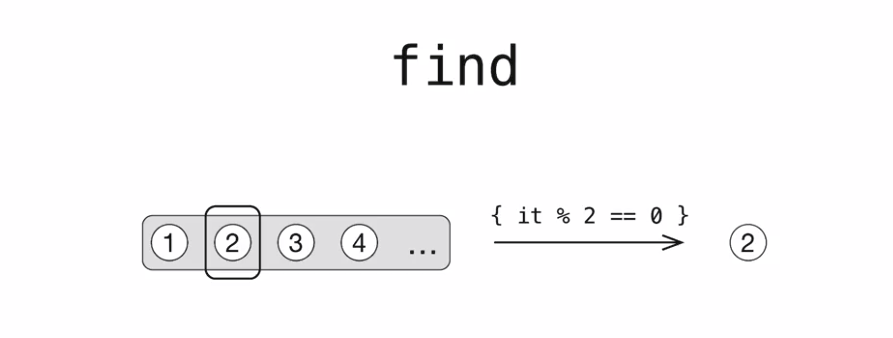 find
{ it % 2 == 0 }
1 2 3 4 ... 2